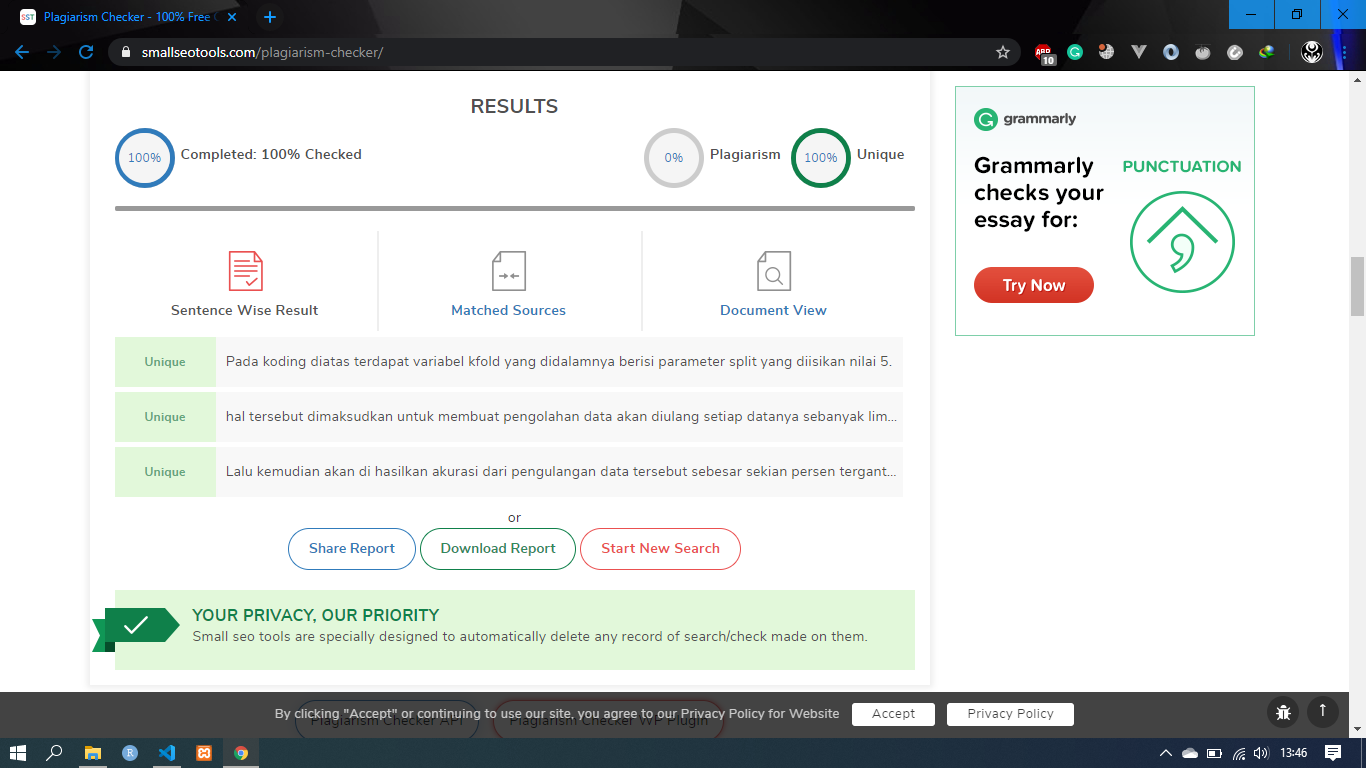 Plagiarism Checker - 100% Free
smallseotools.com/plagiarism-checker/
10
RESULTS
100%
Completed: 100% Checked
0%
Plagiarism
100%
Unique
Sentence Wise Result
Matched Sources
Document View
Unique
Pada koding diatas terdapat variabel kfold yang didalamnya berisi parameter split yang diisikan nilai 5.
Unique
hal tersebut dimaksudkan untuk membuat pengolahan data akan diulang setiap datanya sebanyak lim...
Unique
Lalu kemudian akan di hasilkan akurasi dari pengulangan data tersebut sebesar sekian persen tergant...
or
Share Report
Download Report
Start New Search
YOUR PRIVACY, OUR PRIORITY
Small seo tools are specially designed to automatically delete any record of search/check made on them.
grammarly
Grammarly
checks your
essay for:
PUNCTUATION
Try Now
Plagiarism Checker API
Plagiarism Checker WP Plugin
By clicking "Accept" or continuing to use our site, you agree to our Privacy Policy for Website
Accept
Privacy Policy
13:46